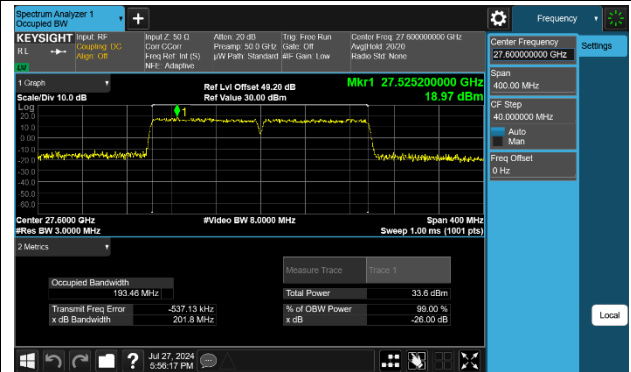 Spectrum Analyzer 1
Occupied BW
Frequency
KEYSIGHT Input: RF
RL
Coupling: DC
Align: Off
Input Z: 50 Ω
Corr CCorr
Freq Ref: Int (S)
NFE: Adaptive
Atten: 20 dB
Preamp: 50.0 GHz
µW Path: Standard
Trig: Free Run
Gate: Off
#IF Gain: Low
Center Freq: 27.600000000 GHz
Avg|Hold: 20/20
Radio Std: None
LW
1 Graph
Scale/Div 10.0 dB
Ref Lvl Offset 49.20 dB
Ref Value 30.00 dBm
Mkr1 27.525200000 GHz
18.97 dBm
Log
20.0
10.0
0.00
-10.0
-20.0
-30.0
-40.0
-50.0
-60.0
1
Center 27.6000 GHz
#Res BW 3.0000 MHz
#Video BW 8.0000 MHz
Span 400 MHz
Sweep 1.00 ms (1001 pts)
2 Metrics
Measure Trace
Trace 1
Occupied Bandwidth
193.46 MHz
Total Power 33.6 dBm
Transmit Freq Error -537.13 kHz
x dB Bandwidth 201.8 MHz
% of OBW Power 99.00 %
x dB -26.00 dB
Center Frequency
27.600000000 GHz
Settings
Span
400.00 MHz
CF Step
40.000000 MHz
Auto
Man
Freq Offset
0 Hz
Local
?
Jul 27, 2024
5:56:17 PM